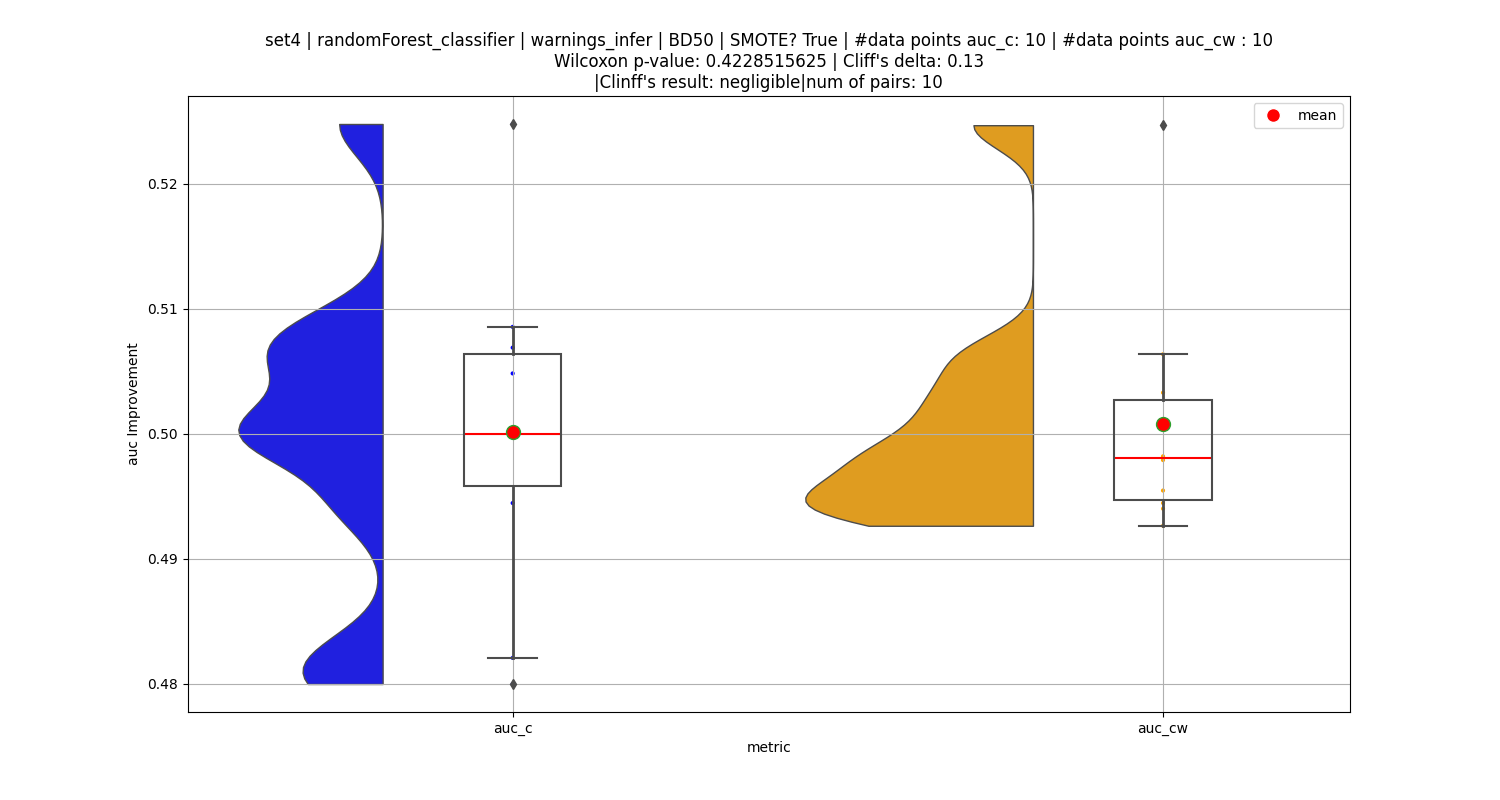 set4 | randomForest_classifier | warnings_infer | BD50 | SMOTE? True | #data points auc_c: 10 | #data points auc_cw : 10
Wilcoxon p-value: 0.4228515625 | Cliff's delta: 0.13
|Clinff's result: negligible|num of pairs: 10
mean
0.52
0.51
0.50
0.49
0.48
auc Improvement
auc_c
auc_cw
metric